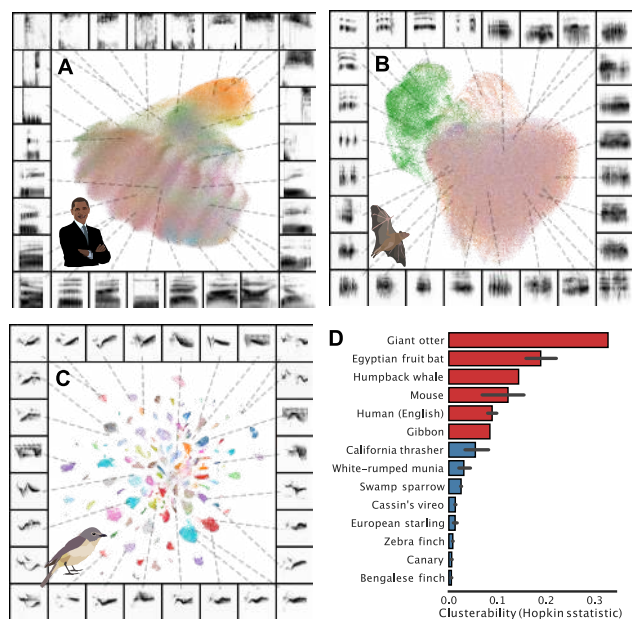 A
B
C
D
Giant otter
Egyptian fruit bat
Humpback whale
Mouse
Human (English)
Gibbon
California thrasher
White-rumped munia
Swamp sparrow
Cassin's vireo
European starling
Zebra finch
Canary
Bengalese finch
0.0 0.1 0.2 0.3
Clusterability (Hopkin sstatistic)